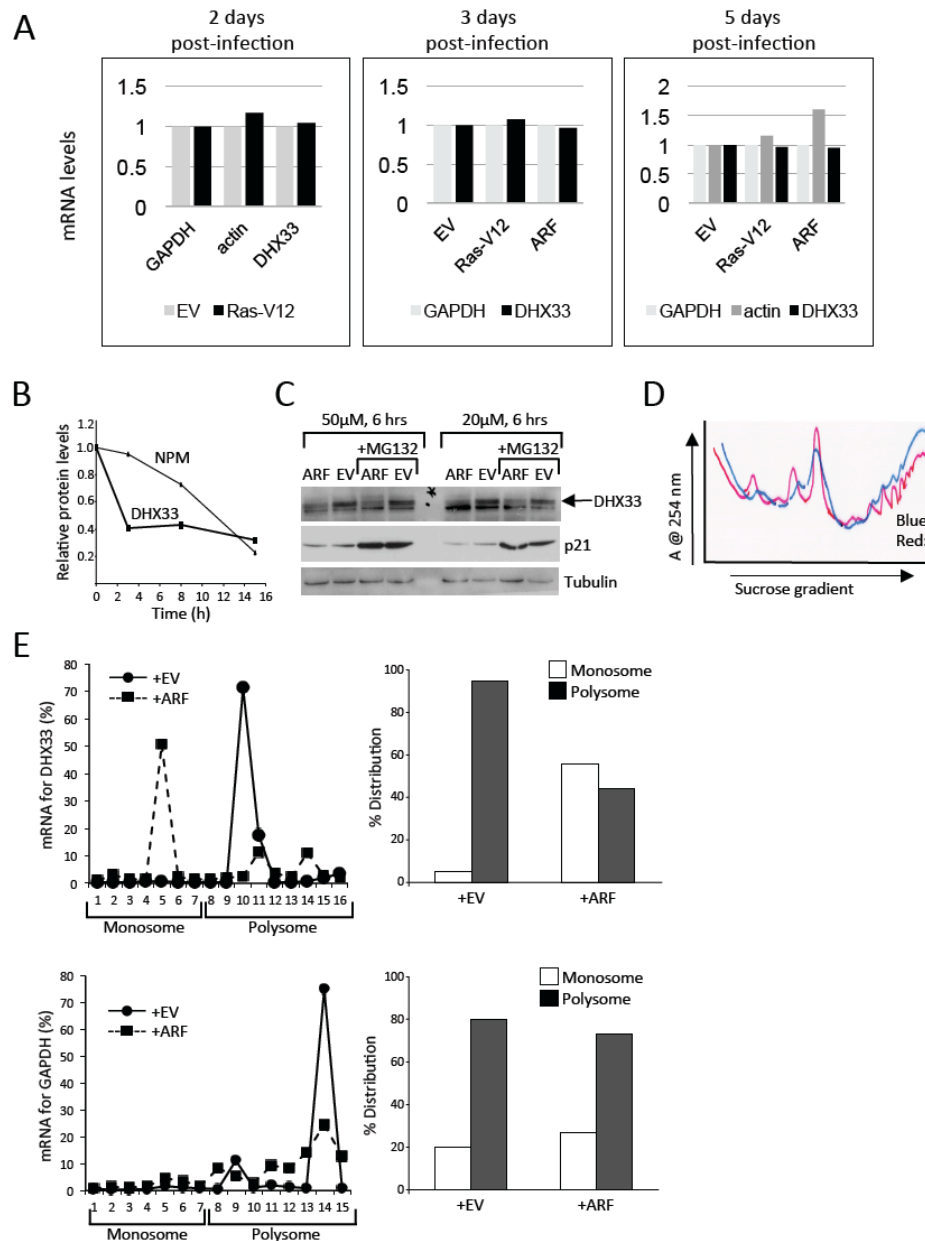 A
2 days
post-infection
3 days
post-infection
5 days
post-infection
mRNA levels
1.5
1
0.5
0
GAPDH
actin
DHX33
EV
Ras-V12
1.5
1
0.5
0
EV
Ras-V12
ARF
GAPDH
DHX33
2
1.5
1
0.5
0
EV
Ras-V12
ARF
GAPDH
actin
DHX33
B
Relative protein levels
1.2
1.0
0.8
0.6
0.4
0.2
NPM
DHX33
0 2 4 6 8 10 12 14 16
Time (h)
C
50μM, 6 hrs
20μM, 6 hrs
+MG132
+MG132
ARF EV ARF EV
ARF EV ARF EV
DHX33
p21
Tubulin
D
A @ 254 nm
Blue
Red:
Sucrose gradient
E
mRNA for DHX33 (%)
80
70
60
50
40
30
20
10
0
+EV
+ARF
1 2 3 4 5 6 7 8 9 10 11 12 13 14 15 16
Monosome
Polysome
% Distribution
100
80
60
40
20
0
Monosome
Polysome
+EV
+ARF
mRNA for GAPDH (%)
80
70
60
50
40
30
20
10
0
+EV
+ARF
1 2 3 4 5 6 7 8 9 10 11 12 13 14 15
Monosome
Polysome
% Distribution
100
80
60
40
20
0
Monosome
Polysome
+EV
+ARF